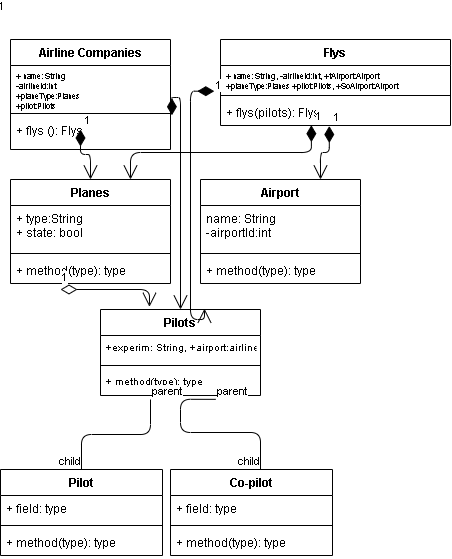 1
Airline Companies
+ name: String
-airlineId:Int
+planeType:Planes
+pilot:Pilots
+ flys (): Flys
1
1
Flys
+ name: String, -airlineId:Int, +fAirport:Airport
+planeType:Planes +pilot:Pilots, +SoAirport:Airport
+ flys(pilots): Flys
1
1
1
Planes
+ type:String
+ state: bool
+ method(type): type
1
Airport
name: String
-airportId:int
+ method(type): type
Pilots
+experim: String, +airport:airline
+ method(type): type
parent
parent
child
child
Pilot
+ field: type
+ method(type): type
Co-pilot
+ field: type
+ method(type): type